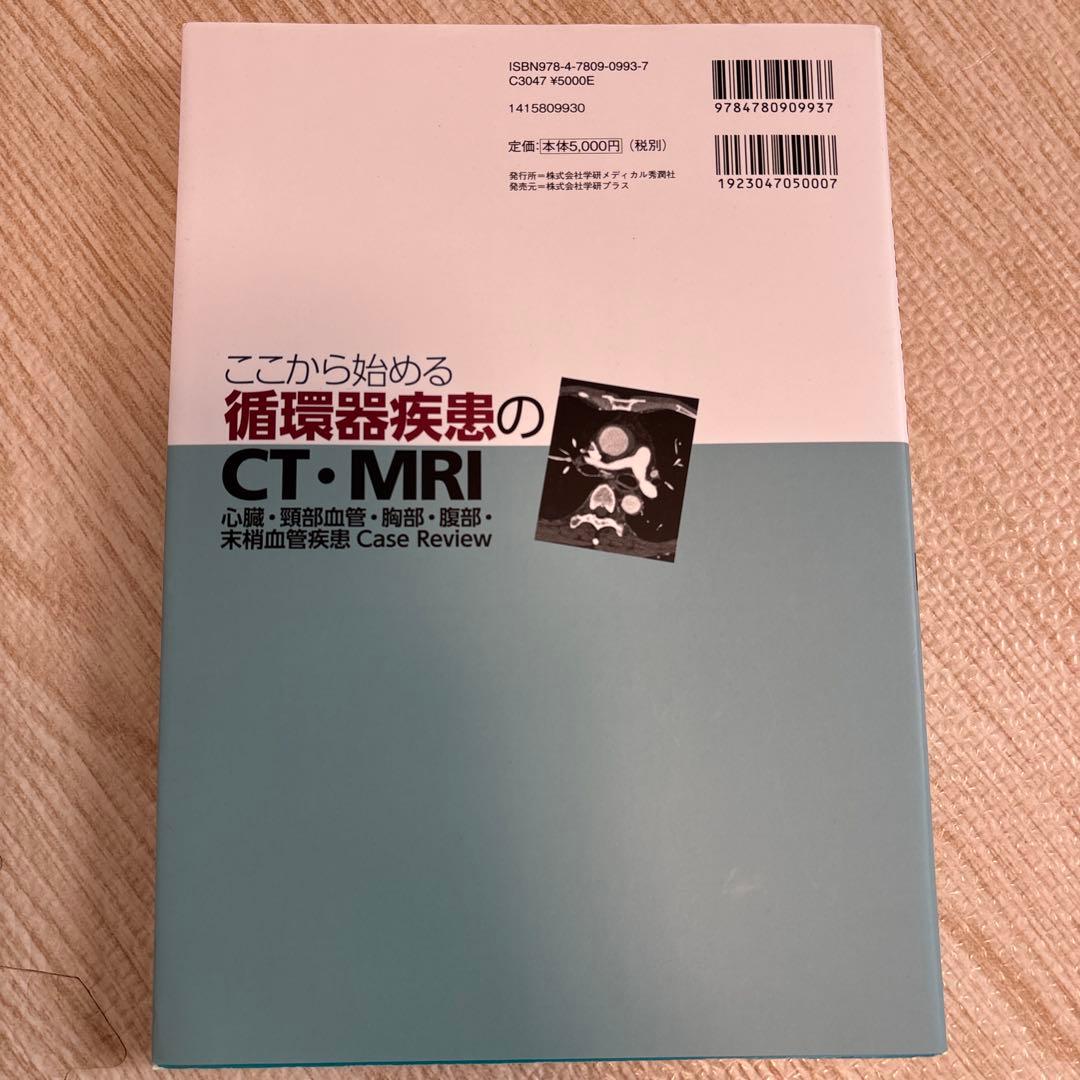 ISBN978-4-7809-0993-7
C3047 ¥5000E
9784780909937
1415809930
定価：本体5,000円（税別）
1923047050007
発行所＝株式会社学研メディカル秀潤社
発売元＝株式会社学研プラス
ここから始める
循環器疾患の
CT・MRI
心臓・頸部血管・胸部・腹部・
末梢血管疾患 Case Review